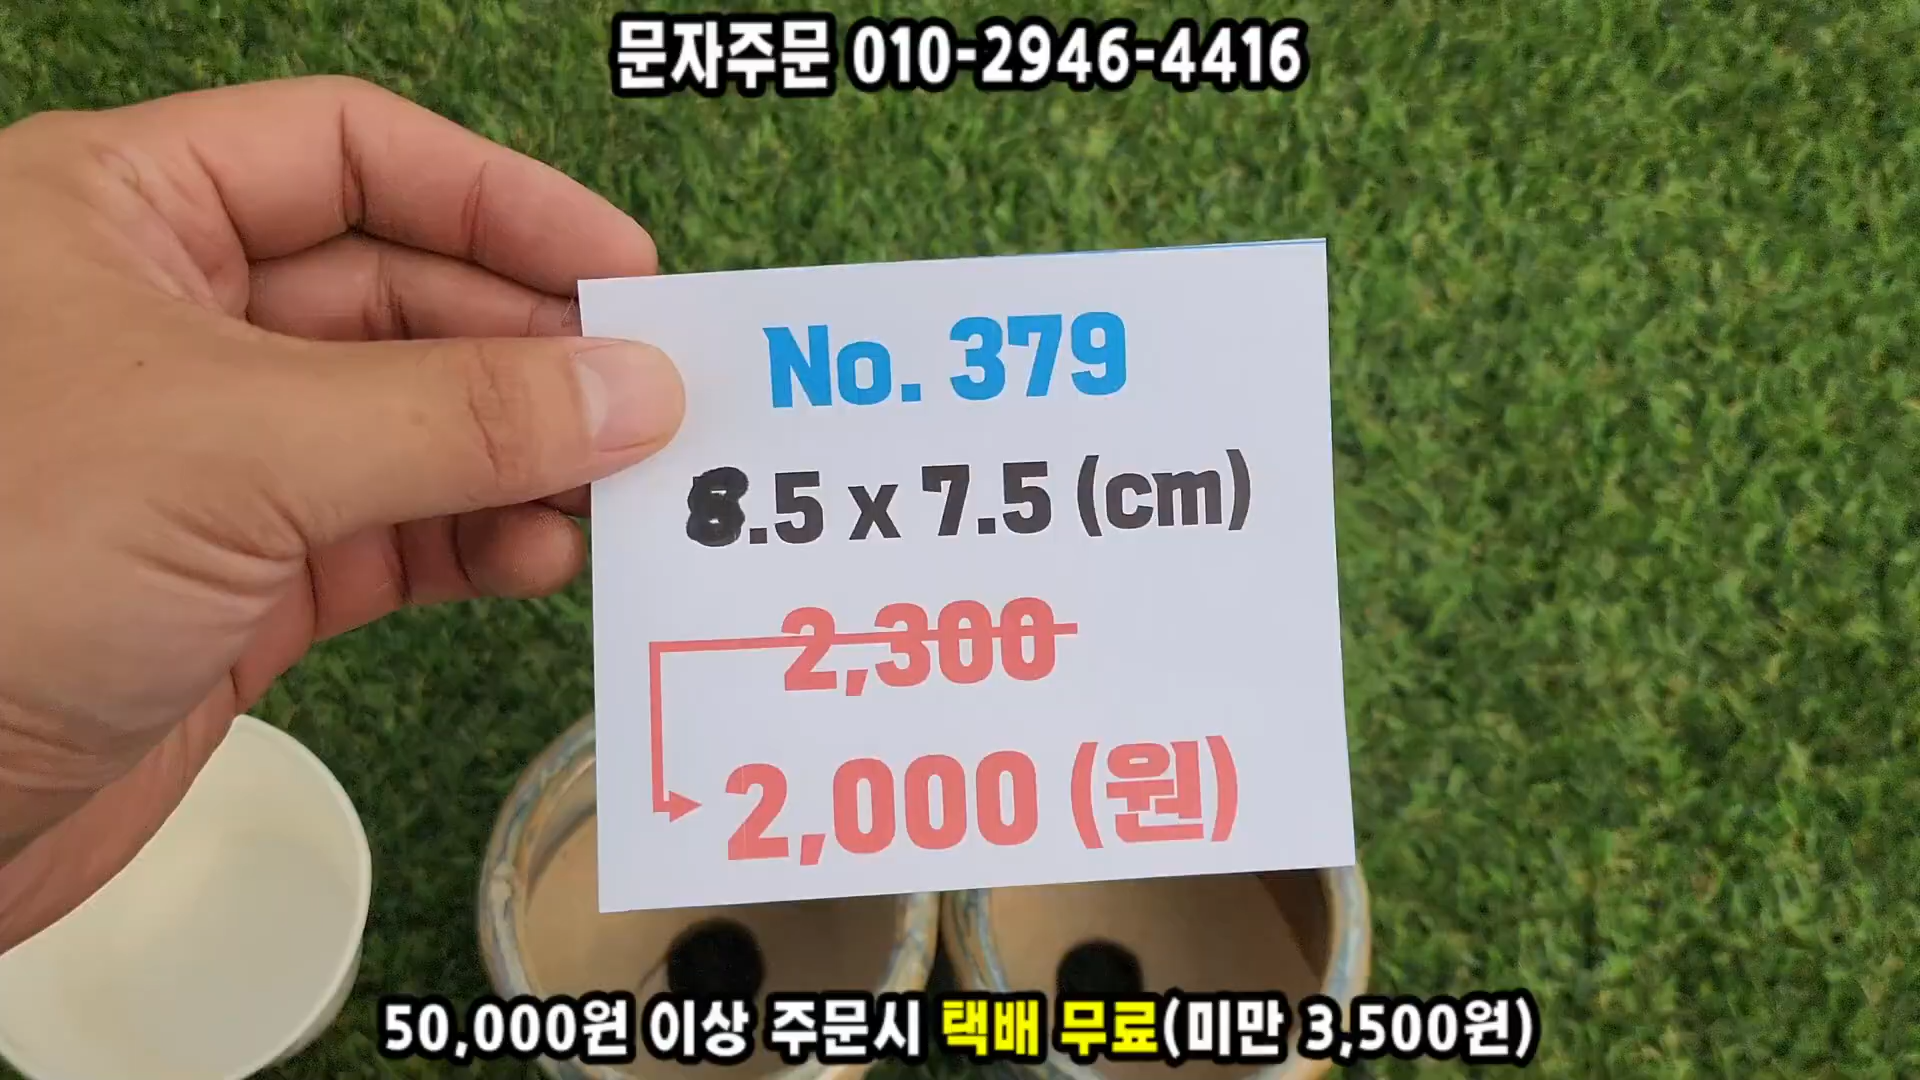 문자주문 010-2946-4416
No. 379
8.5 x 7.5 (cm)
2,300
2,000 (원)
50,000원 이상 주문시 택배 무료(미만 3,500원)